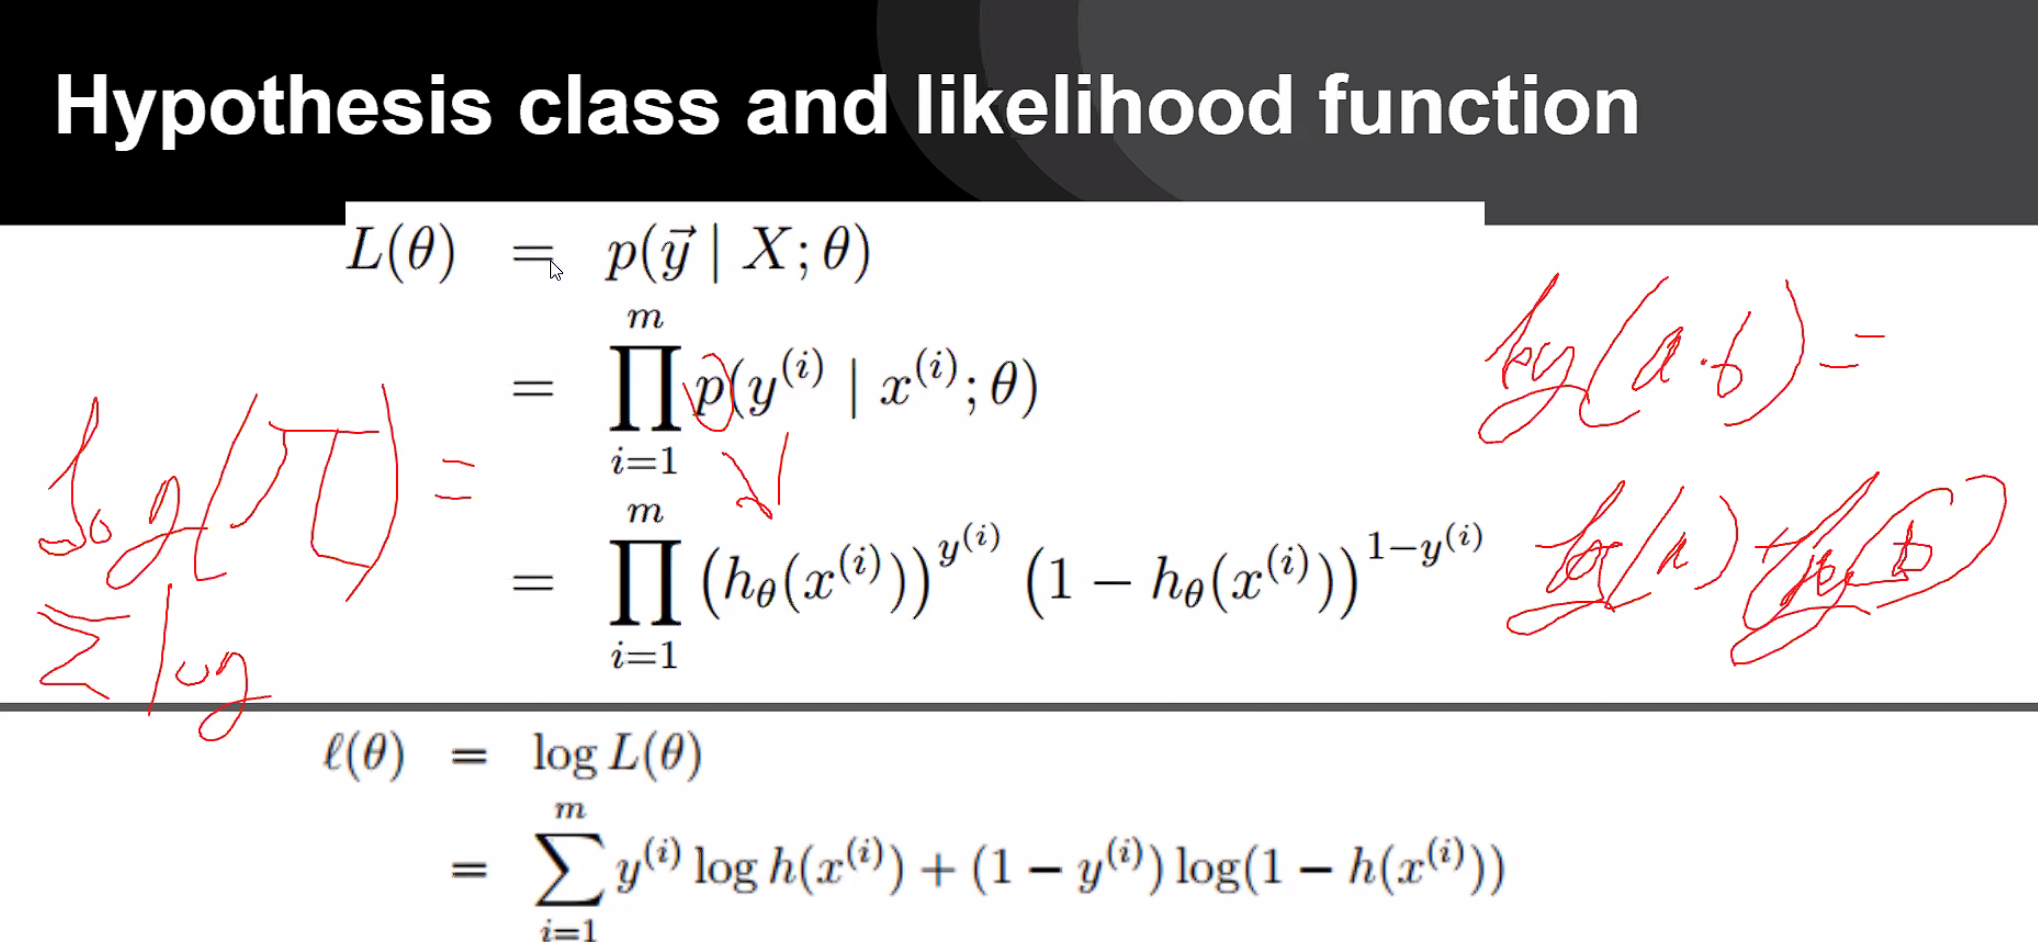 Hypothesis class and likelihood function
L(θ) = p(y⃗ | X; θ)
= ∏_{i=1}^{m} p(y^{(i)} | x^{(i)}; θ)
= ∏_{i=1}^{m} (h_θ(x^{(i)}))^{y^{(i)}} (1 − h_θ(x^{(i)}))^{1−y^{(i)}}
log(a·b) =
log(a) + log(b)
log(π) =
Σ log
ℓ(θ) = log L(θ)
= ∑_{i=1}^{m} y^{(i)} log h(x^{(i)}) + (1 − y^{(i)}) log(1 − h(x^{(i)}))